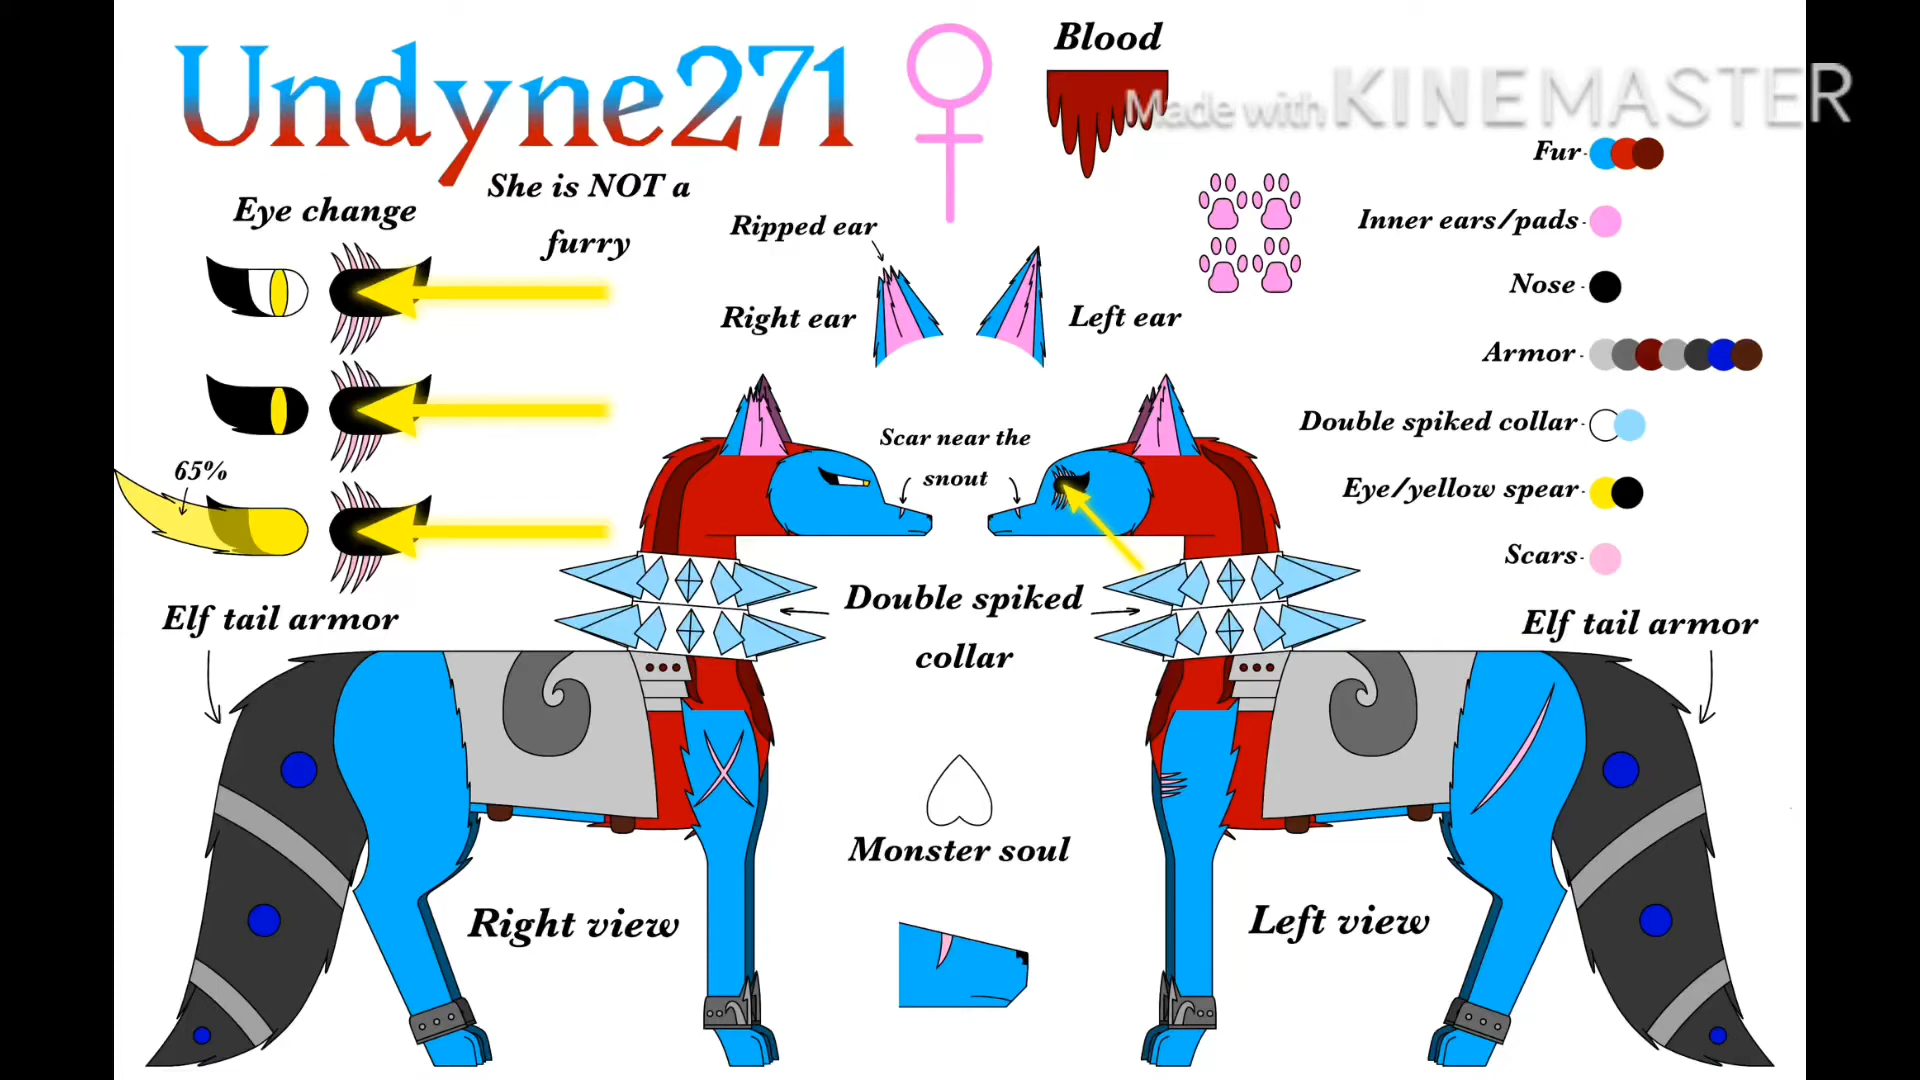 Undyne271
Blood
Made with KINEMASTER
She is NOT a
furry
Eye change
65%
Ripped ear
Right ear
Left ear
Fur
Inner ears/pads
Nose
Armor
Double spiked collar
Eye/yellow spear
Scars
Scar near the
snout
Elf tail armor
Double spiked
collar
Elf tail armor
Monster soul
Right view
Left view